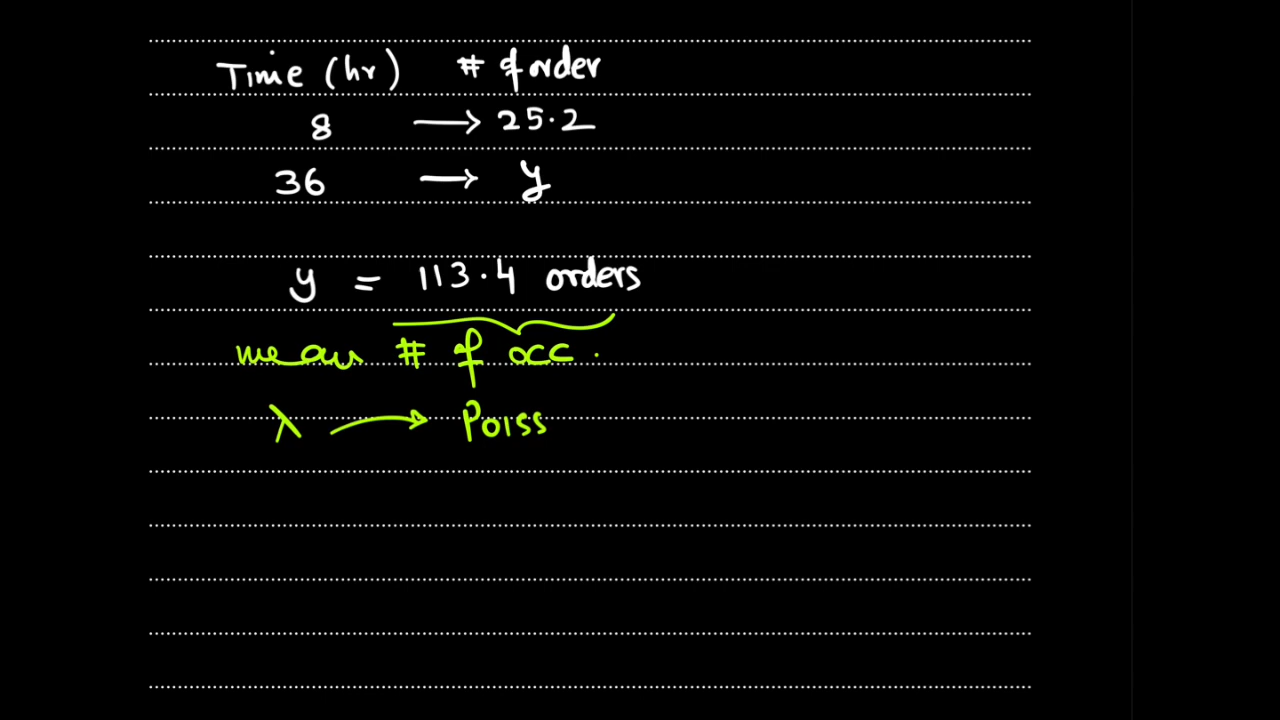 Time (hr) # of order
8 → 25.2
36 → y
y = 113.4 orders
mean # of occ.
λ → Poiss